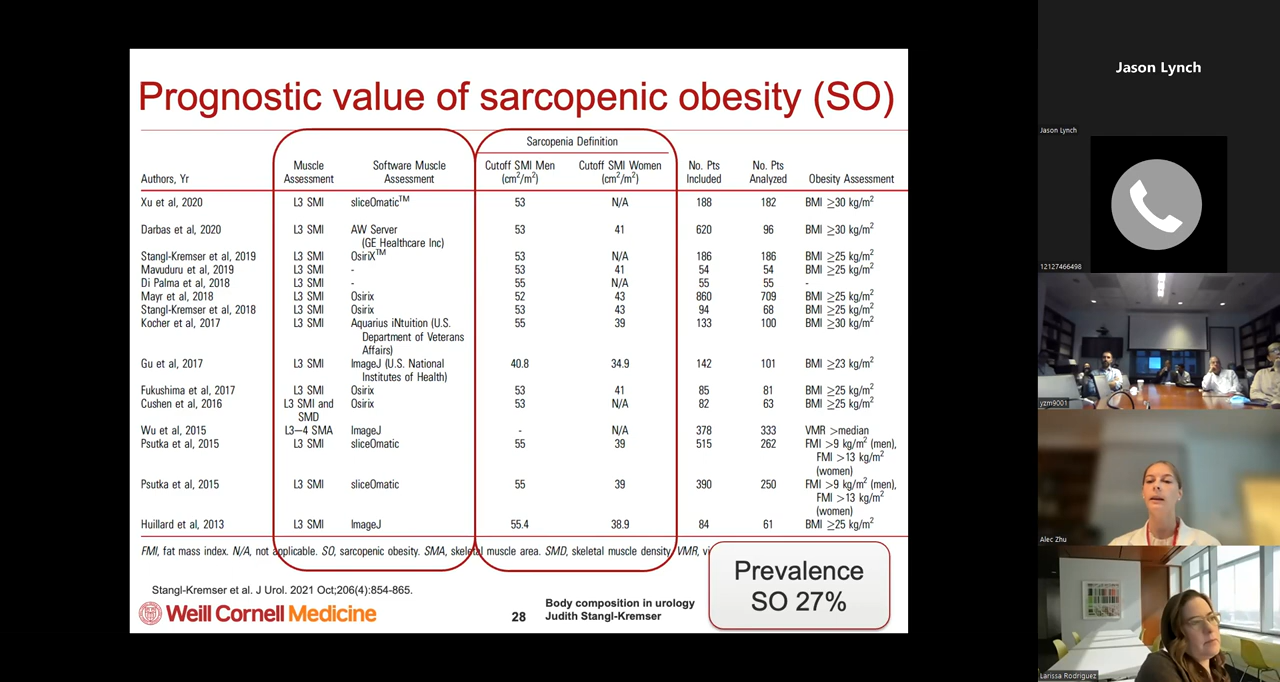 Prognostic value of sarcopenic obesity (SO)
Sarcopenia Definition
Muscle Software Muscle Cutoff SMI Men Cutoff SMI Women No. Pts No. Pts
Authors, Yr Assessment Assessment (cm²/m²) (cm²/m²) Included Analyzed Obesity Assessment
Xu et al, 2020 L3 SMI sliceOmatic™ 53 N/A 188 182 BMI ≥30 kg/m²
Darbas et al, 2020 L3 SMI AW Server 53 41 620 96 BMI ≥30 kg/m²
(GE Healthcare Inc)
Stangl-Kremser et al, 2019 L3 SMI OsiriX™ 53 N/A 186 186 BMI ≥25 kg/m²
Mavuduru et al, 2019 L3 SMI - 53 41 54 54 BMI ≥25 kg/m²
Di Palma et al, 2018 L3 SMI - 55 N/A 55 55 -
Mayr et al, 2018 L3 SMI Osirix 52 43 860 709 BMI ≥25 kg/m²
Stangl-Kremser et al, 2018 L3 SMI Osirix 53 43 94 68 BMI ≥25 kg/m²
Kocher et al, 2017 L3 SMI Aquarius iNtuition (U.S. 55 39 133 100 BMI ≥30 kg/m²
Department of Veterans
Affairs)
Gu et al, 2017 L3 SMI ImageJ (U.S. National 40.8 34.9 142 101 BMI ≥23 kg/m²
Institutes of Health)
Fukushima et al, 2017 L3 SMI Osirix 53 41 85 81 BMI ≥25 kg/m²
Cushen et al, 2016 L3 SMI and Osirix 53 N/A 82 63 BMI ≥25 kg/m²
SMD
Wu et al, 2015 L3–4 SMA ImageJ - N/A 378 333 VMR >median
Psutka et al, 2015 L3 SMI sliceOmatic 55 39 515 262 FMI >9 kg/m² (men),
FMI >13 kg/m²
(women)
Psutka et al, 2015 L3 SMI sliceOmatic 55 39 390 250 FMI >9 kg/m² (men),
FMI >13 kg/m²
(women)
Huillard et al, 2013 L3 SMI ImageJ 55.4 38.9 84 61 BMI ≥25 kg/m²
FMI, fat mass index. N/A, not applicable. SO, sarcopenic obesity. SMA, skeletal muscle area. SMD, skeletal muscle density. VMR, vi
Prevalence
SO 27%
Stangl-Kremser et al. J Urol. 2021 Oct;206(4):854-865.
Weill Cornell Medicine
28
Body composition in urology
Judith Stangl-Kremser
Jason Lynch
Jason Lynch
12127466498
yzm9001
Alec Zhu
Larissa Rodriguez